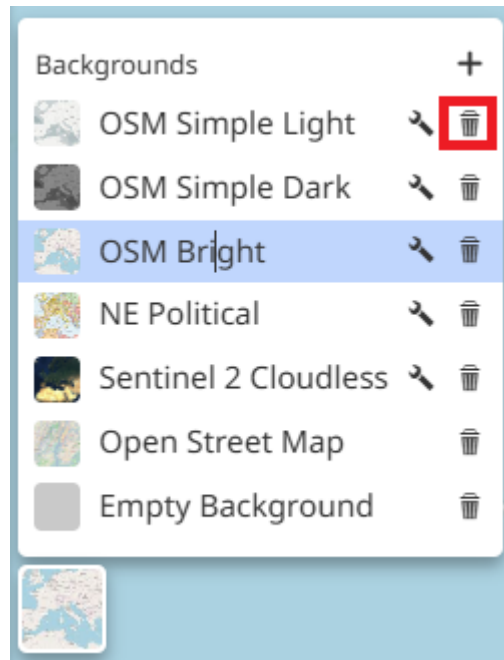 Backgrounds
OSM Simple Light
OSM Simple Dark
OSM Bright
NE Political
Sentinel 2 Cloudless
Open Street Map
Empty Background